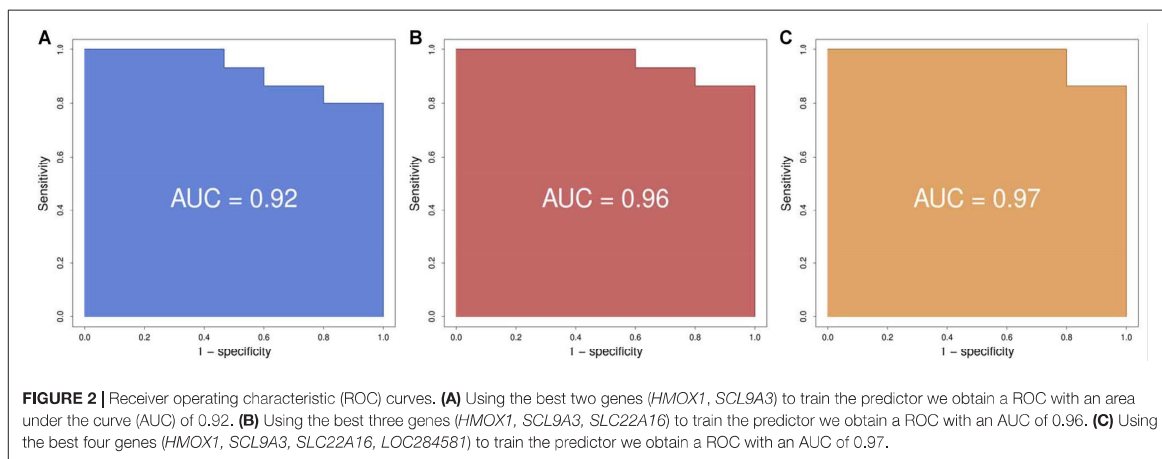 A
B
C
Sensitivity
1.0
0.8
0.6
0.4
0.2
0.0
AUC = 0.92
0.0 0.2 0.4 0.6 0.8 1.0
1 – specificity
Sensitivity
1.0
0.8
0.6
0.4
0.2
0.0
AUC = 0.96
0.0 0.2 0.4 0.6 0.8 1.0
1 – specificity
Sensitivity
1.0
0.8
0.6
0.4
0.2
0.0
AUC = 0.97
0.0 0.2 0.4 0.6 0.8 1.0
1 – specificity
FIGURE 2 | Receiver operating characteristic (ROC) curves. (A) Using the best two genes (HMOX1, SCL9A3) to train the predictor we obtain a ROC with an area
under the curve (AUC) of 0.92. (B) Using the best three genes (HMOX1, SCL9A3, SLC22A16) to train the predictor we obtain a ROC with an AUC of 0.96. (C) Using
the best four genes (HMOX1, SCL9A3, SLC22A16, LOC284581) to train the predictor we obtain a ROC with an AUC of 0.97.